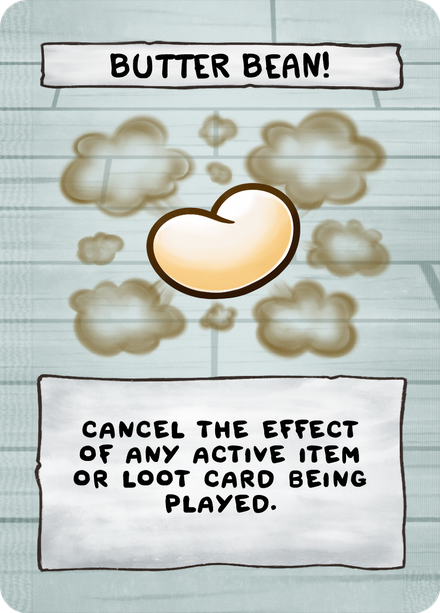 BUTTER BEAN!
CANCEL THE EFFECT
OF ANY ACTIVE ITEM
OR LOOT CARD BEING
PLAYED.